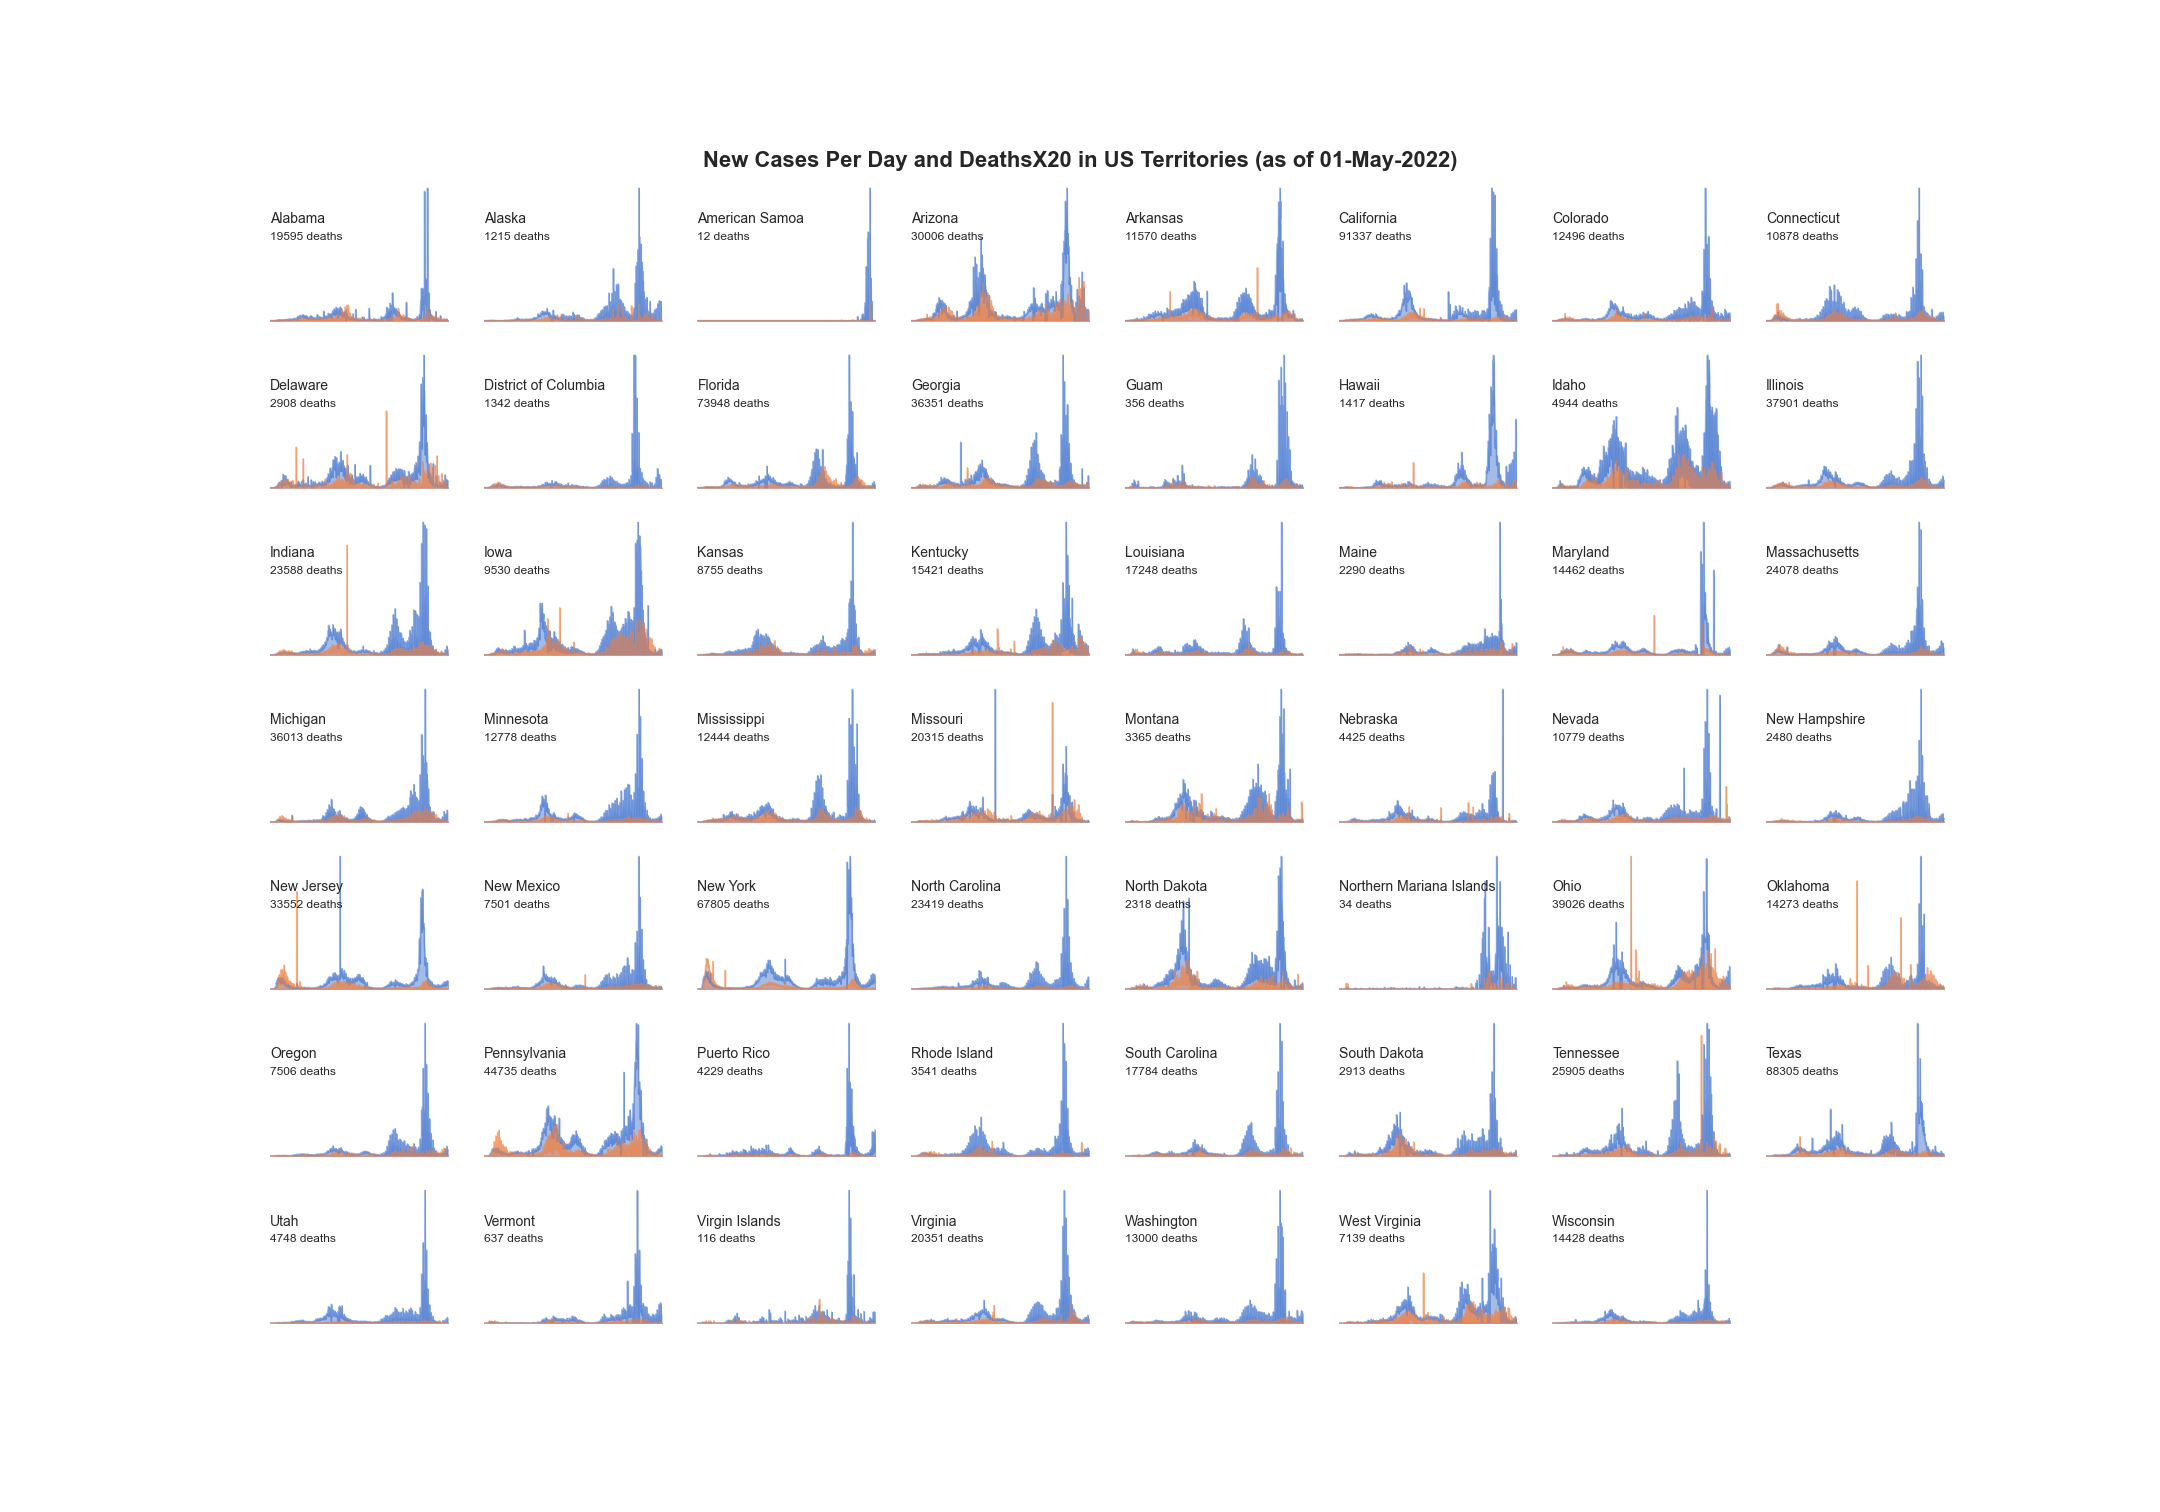 New Cases Per Day and DeathsX20 in US Territories (as of 01-May-2022)
Alabama
19595 deaths
Alaska
1215 deaths
American Samoa
12 deaths
Arizona
30006 deaths
Arkansas
11570 deaths
California
91337 deaths
Colorado
12496 deaths
Connecticut
10878 deaths
Delaware
2908 deaths
District of Columbia
1342 deaths
Florida
73948 deaths
Georgia
36351 deaths
Guam
356 deaths
Hawaii
1417 deaths
Idaho
4944 deaths
Illinois
37901 deaths
Indiana
23588 deaths
Iowa
9530 deaths
Kansas
8755 deaths
Kentucky
15421 deaths
Louisiana
17248 deaths
Maine
2290 deaths
Maryland
14462 deaths
Massachusetts
24078 deaths
Michigan
36013 deaths
Minnesota
12778 deaths
Mississippi
12444 deaths
Missouri
20315 deaths
Montana
3365 deaths
Nebraska
4425 deaths
Nevada
10779 deaths
New Hampshire
2480 deaths
New Jersey
33552 deaths
New Mexico
7501 deaths
New York
67805 deaths
North Carolina
23419 deaths
North Dakota
2318 deaths
Northern Mariana Islands
34 deaths
Ohio
39026 deaths
Oklahoma
14273 deaths
Oregon
7506 deaths
Pennsylvania
44735 deaths
Puerto Rico
4229 deaths
Rhode Island
3541 deaths
South Carolina
17784 deaths
South Dakota
2913 deaths
Tennessee
25905 deaths
Texas
88305 deaths
Utah
4748 deaths
Vermont
637 deaths
Virgin Islands
116 deaths
Virginia
20351 deaths
Washington
13000 deaths
West Virginia
7139 deaths
Wisconsin
14428 deaths